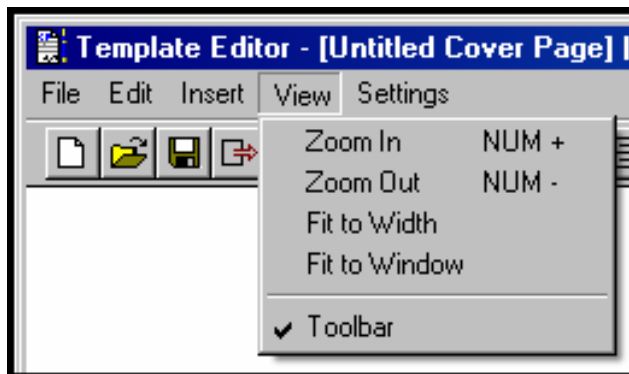 Template Editor - [Untitled Cover Page]
File Edit Insert View Settings
Zoom In NUM +
Zoom Out NUM -
Fit to Width
Fit to Window
Toolbar